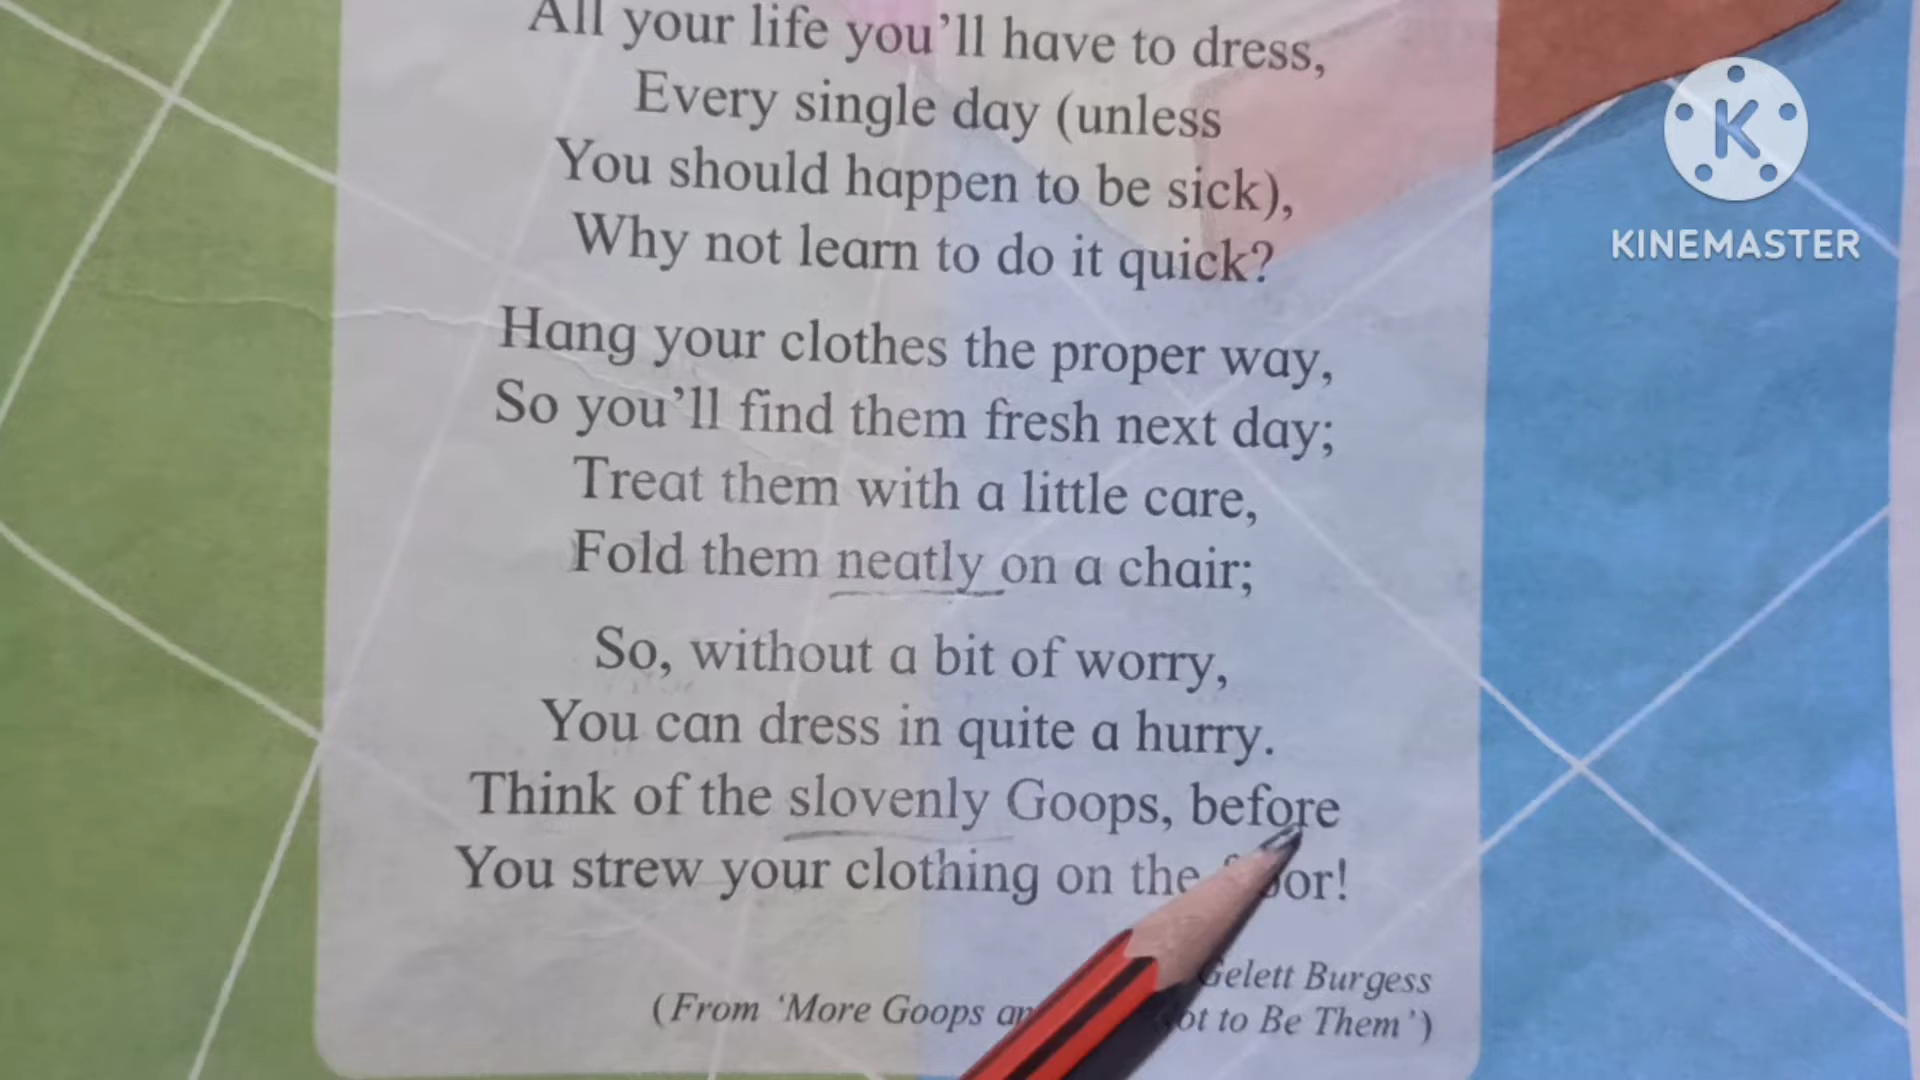 All your life you'll have to dress,
Every single day (unless
You should happen to be sick),
Why not learn to do it quick?
Hang your clothes the proper way,
So you'll find them fresh next day;
Treat them with a little care,
Fold them neatly on a chair;
So, without a bit of worry,
You can dress in quite a hurry.
Think of the slovenly Goops, before
You strew your clothing on the
Gelett Burgess
(From 'More Goops to Be Them')
K
KINEMASTER